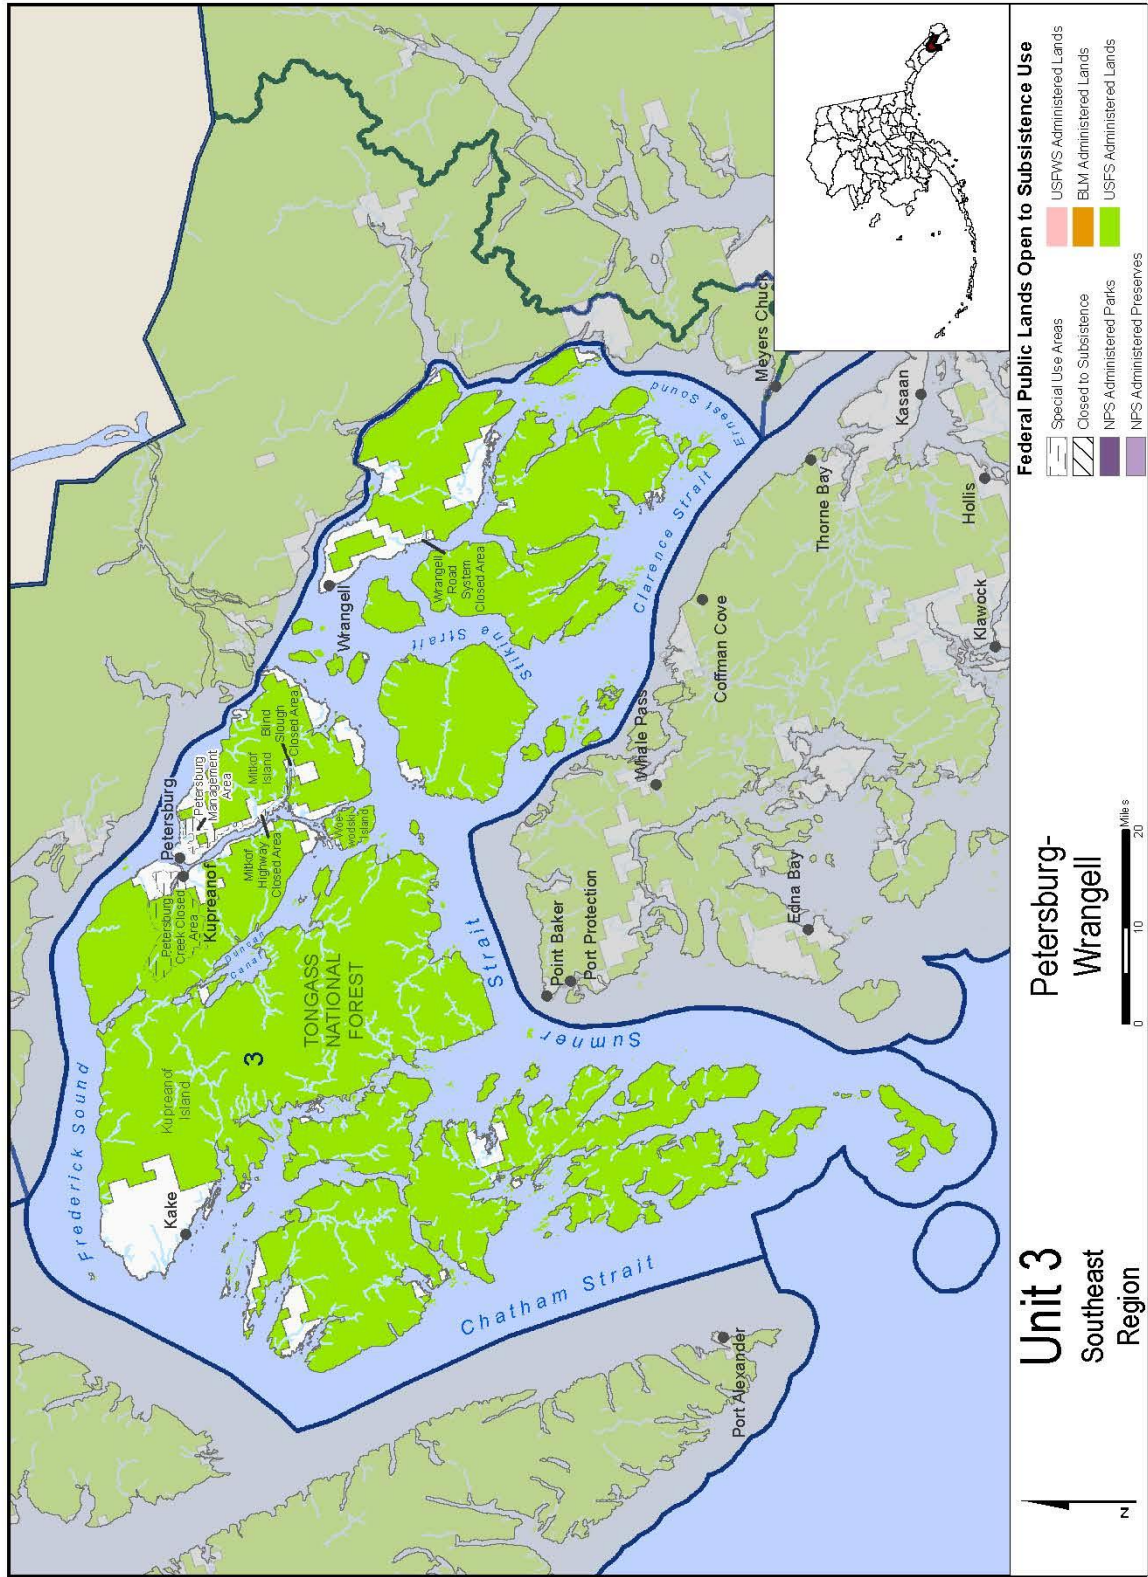 Frederick Sound
Kake
Kupreanof
Island
3
TONGASS
NATIONAL
FOREST
Duncan
Canal
Petersburg
Creek Closed
Area
Kupreanof
Petersburg
Petersburg
Management
Area
Mitkof
Highway
Closed Area
Mitkof
Island
Blind
Slough
Closed Area
Woe-
wodski
Island
Wrangell
Wrangell
Road
System
Closed Area
Stikine Strait
Sumner
Strait
Chatham Strait
Clarence Strait
Ernest Sound
Point Baker
Port Protection
Whale Pass
Coffman Cove
Edna Bay
Thorne Bay
Meyers Chuck
Kasaan
Hollis
Klawock
Port Alexander
Unit 3
Southeast
Region
Petersburg-
Wrangell
0 10 20 Miles
N
Federal Public Lands Open to Subsistence Use
Special Use Areas
Closed to Subsistence
NPS Administered Parks
NPS Administered Preserves
USFWS Administered Lands
BLM Administered Lands
USFS Administered Lands